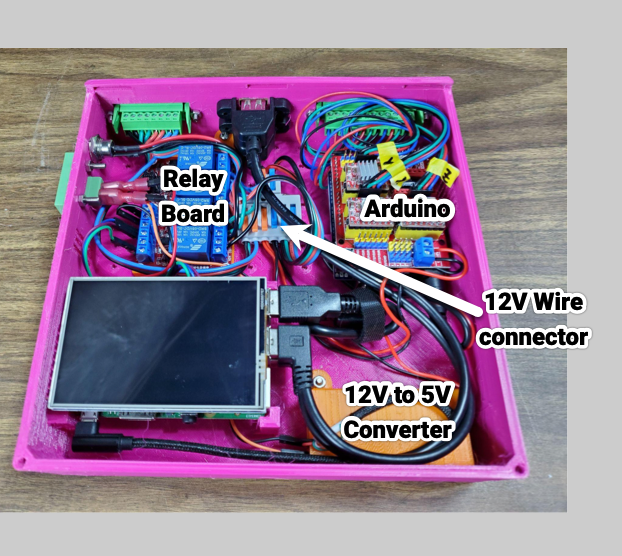 Relay
Board
Y
Arduino
12V Wire
connector
12V to 5V
Converter